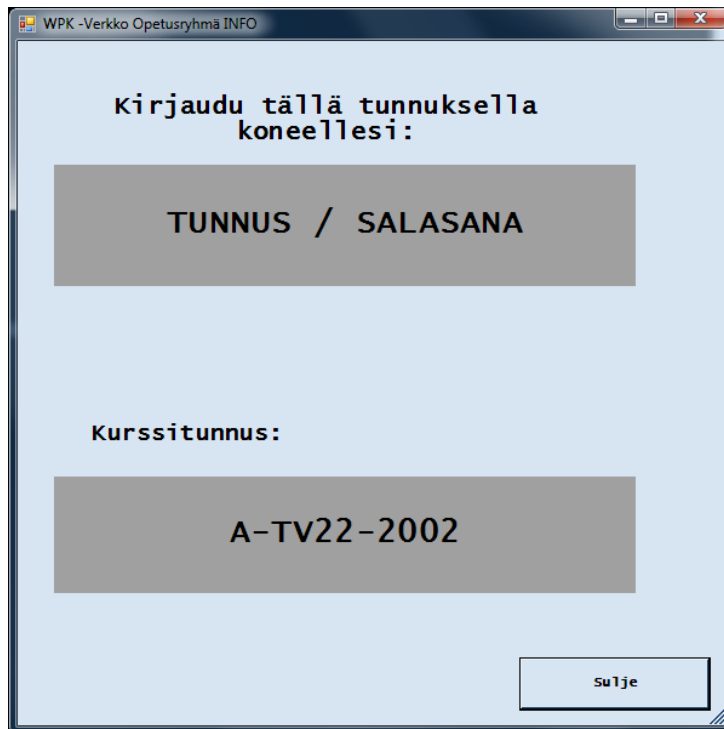 WPK -Verkko Opetusryhmä INFO
Kirjaudu tällä tunnuksella
koneellesi:
TUNNUS / SALASANA
Kurssitunnus:
A-TV22-2002
Sulje